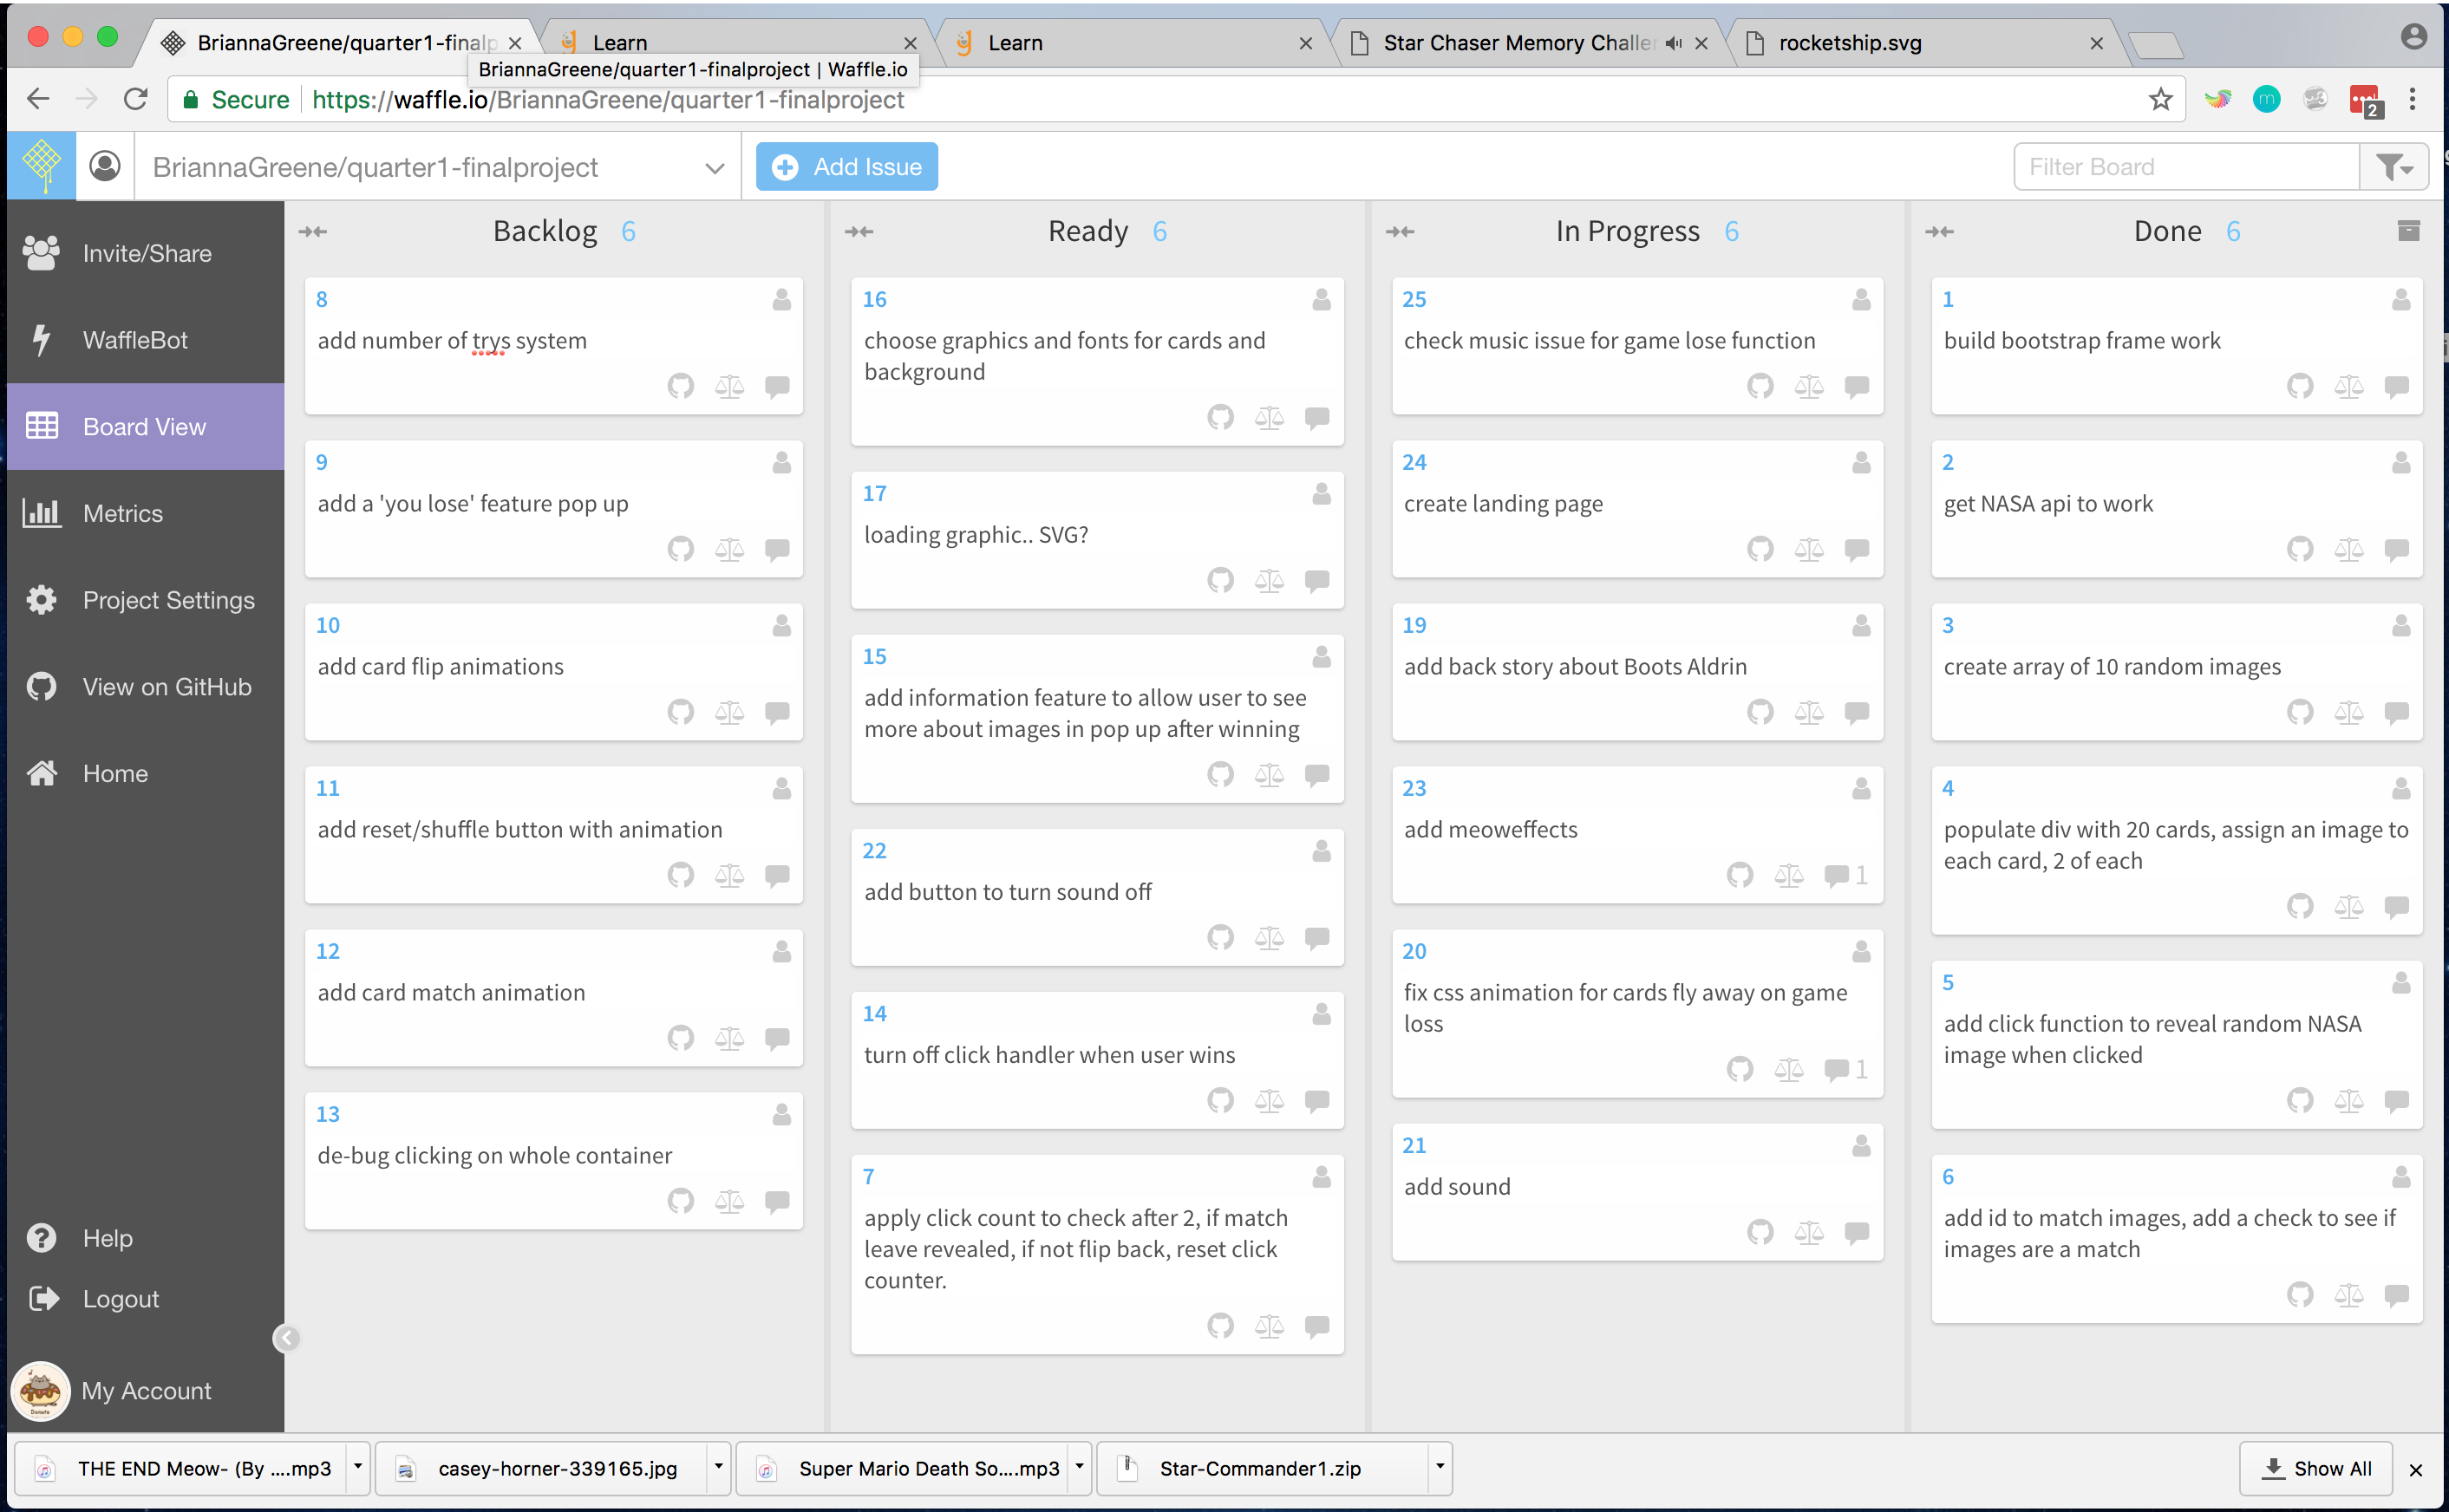 BriannaGreene/quarter1-finalp
Learn
Learn
Star Chaser Memory Challe
rocketship.svg
BriannaGreene/quarter1-finalproject | Waffle.io
Secure
https://waffle.io/BriannaGreene/quarter1-finalproject
2
BriannaGreene/quarter1-finalproject
Add Issue
Filter Board
Invite/Share
WaffleBot
Board View
Metrics
Project Settings
View on GitHub
Home
Help
Logout
My Account
Backlog 6
8
add number of trys system
9
add a 'you lose' feature pop up
10
add card flip animations
11
add reset/shuffle button with animation
12
add card match animation
13
de-bug clicking on whole container
Ready 6
16
choose graphics and fonts for cards and
background
17
loading graphic.. SVG?
15
add information feature to allow user to see
more about images in pop up after winning
22
add button to turn sound off
14
turn off click handler when user wins
7
apply click count to check after 2, if match
leave revealed, if not flip back, reset click
counter.
In Progress 6
25
check music issue for game lose function
24
create landing page
19
add back story about Boots Aldrin
23
add meoweffects
1
20
fix css animation for cards fly away on game
loss
1
21
add sound
Done 6
1
build bootstrap frame work
2
get NASA api to work
3
create array of 10 random images
4
populate div with 20 cards, assign an image to
each card, 2 of each
5
add click function to reveal random NASA
image when clicked
6
add id to match images, add a check to see if
images are a match
THE END Meow- (By ....mp3
casey-horner-339165.jpg
Super Mario Death So....mp3
Star-Commander1.zip
Show All